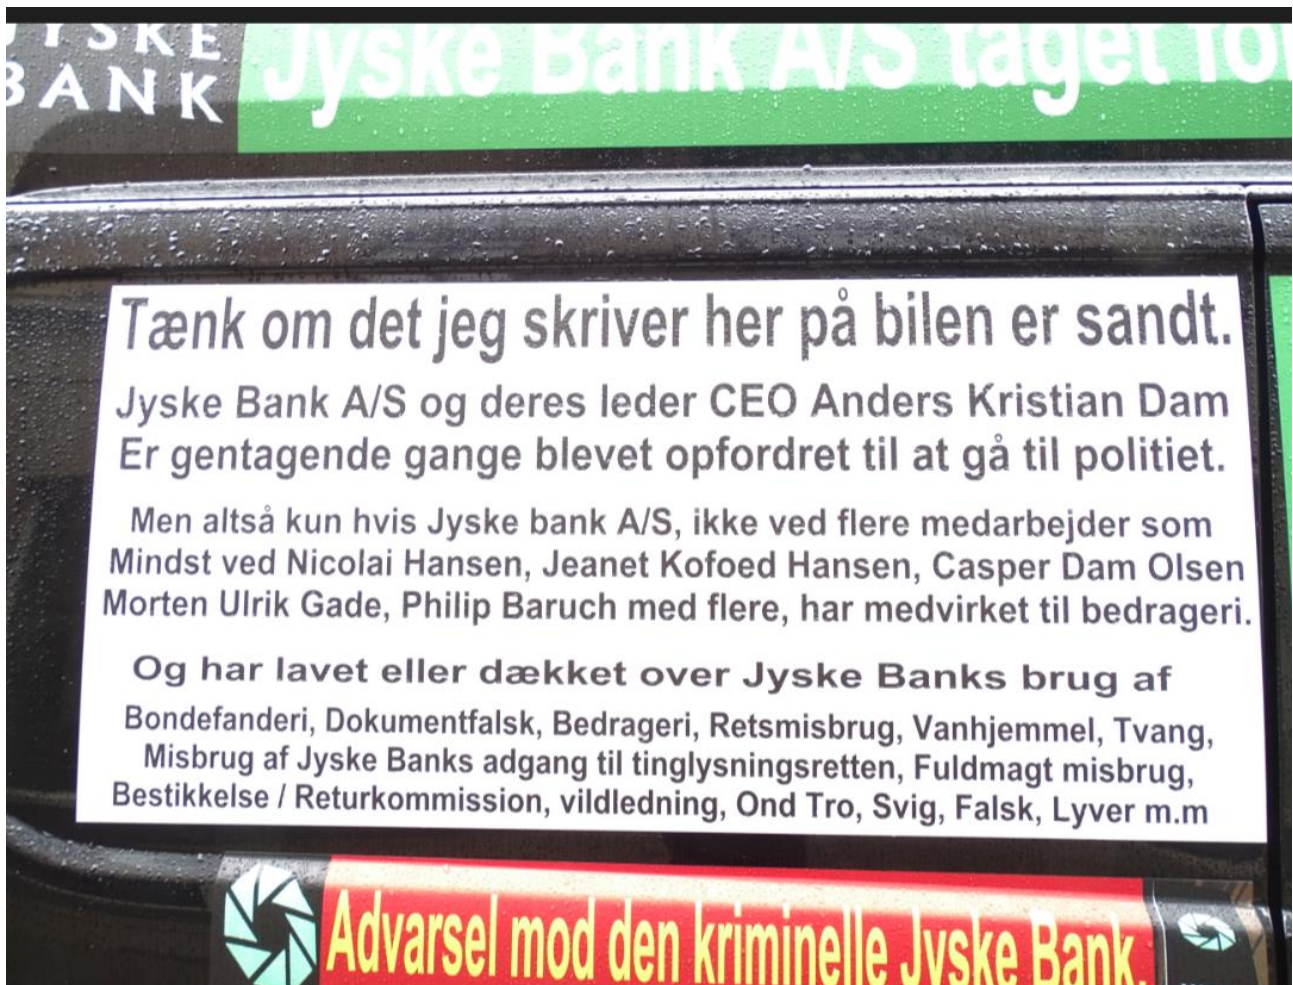 JYSKE
BANK
Jyske Bank A/S taget for
Tænk om det jeg skriver her på bilen er sandt.
Jyske Bank A/S og deres leder CEO Anders Kristian Dam
Er gentagende gange blevet opfordret til at gå til politiet.
Men altså kun hvis Jyske bank A/S, ikke ved flere medarbejder som
Mindst ved Nicolai Hansen, Jeanet Kofoed Hansen, Casper Dam Olsen
Morten Ulrik Gade, Philip Baruch med flere, har medvirket til bedrageri.
Og har lavet eller dækket over Jyske Banks brug af
Bondefanderi, Dokumentfalsk, Bedrageri, Retsmisbrug, Vanhjemmel, Tvang,
Misbrug af Jyske Banks adgang til tinglysningsretten, Fuldmagt misbrug,
Bestikkelse / Returkommission, vildledning, Ond Tro, Svig, Falsk, Lyver m.m
Advarsel mod den kriminelle Jyske Bank.